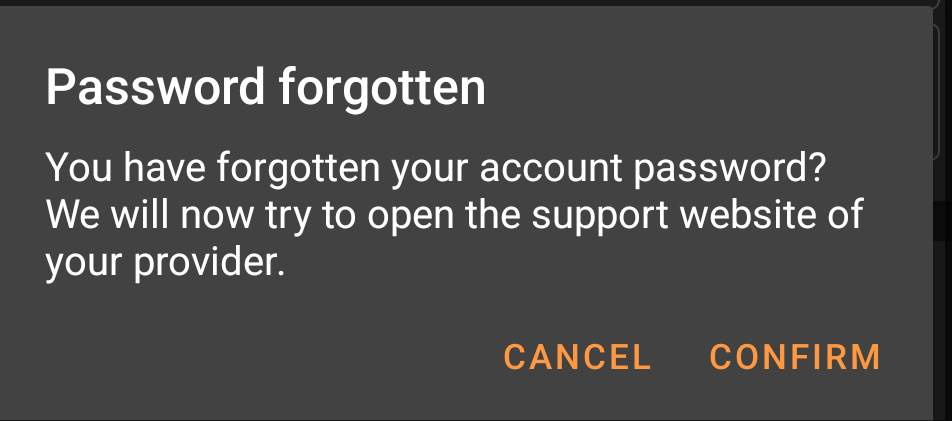 Password forgotten
You have forgotten your account password?
We will now try to open the support website of
your provider.
CANCEL CONFIRM